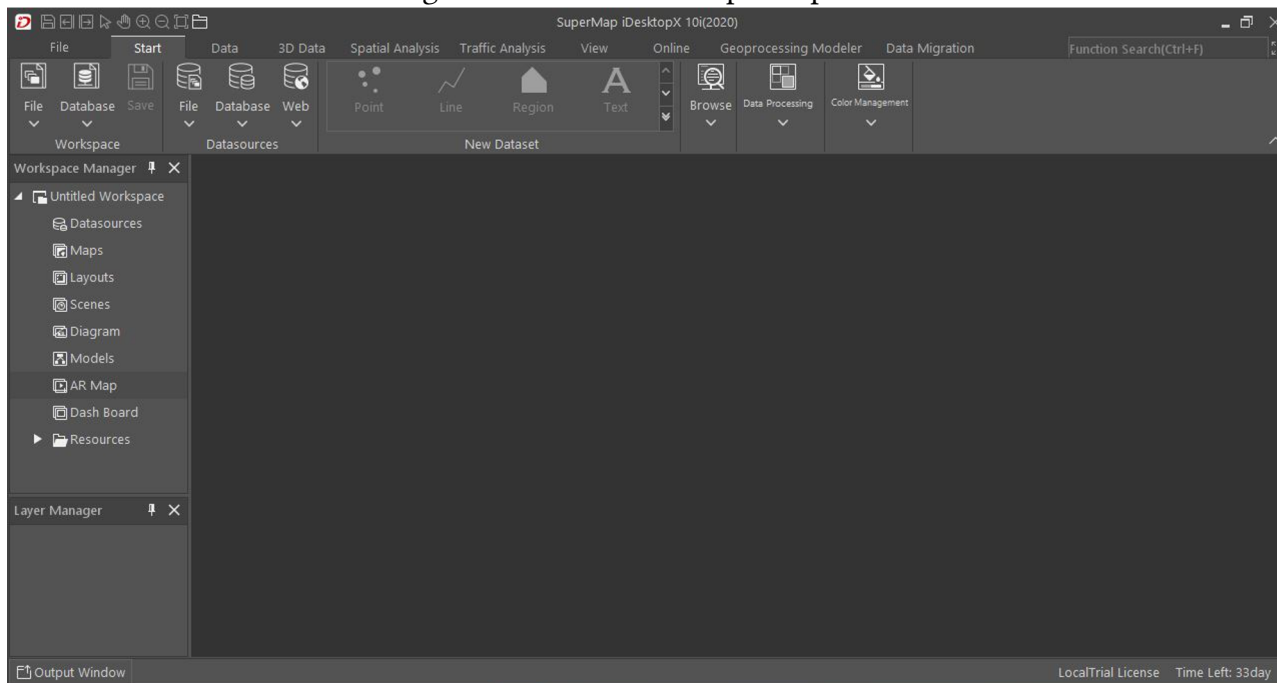 SuperMap iDesktopX 10i(2020)
File Start Data 3D Data Spatial Analysis Traffic Analysis View Online Geoprocessing Modeler Data Migration Function Search(Ctrl+F)
File Database Save File Database Web Point Line Region Text Browse Data Processing Color Management
Workspace Datasources New Dataset
Workspace Manager
Untitled Workspace
Datasources
Maps
Layouts
Scenes
Diagram
Models
AR Map
Dash Board
Resources
Layer Manager
Output Window LocalTrial License Time Left: 33day